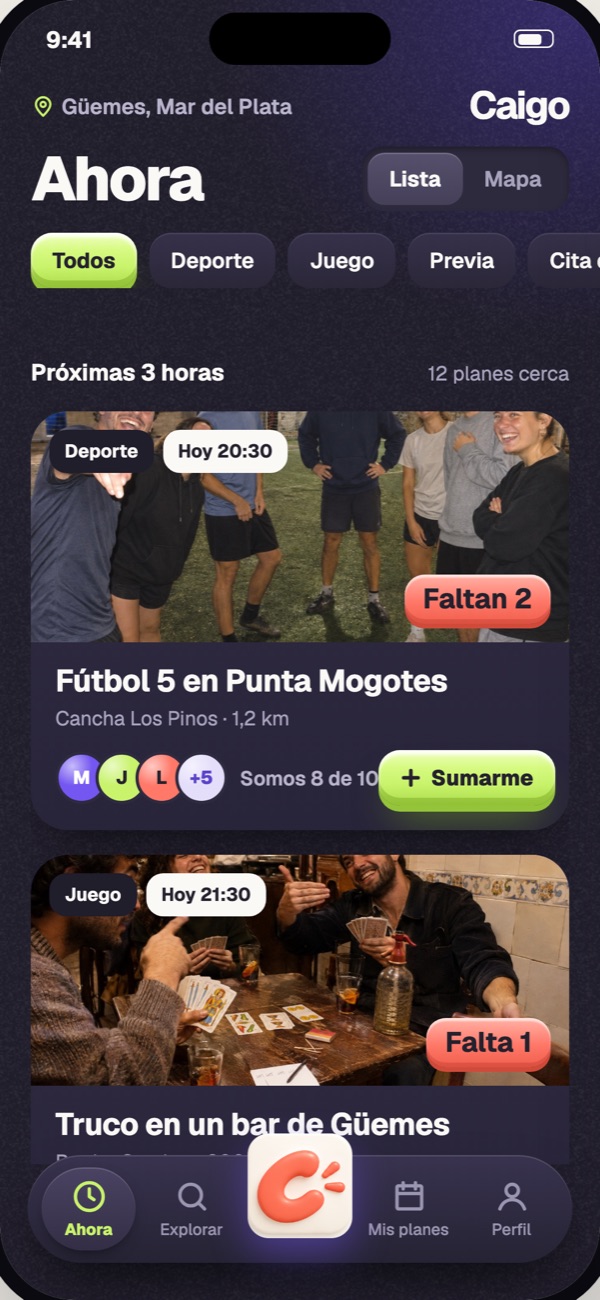 9:41
Güemes, Mar del Plata
Caigo
Ahora
Lista
Mapa
Todos
Deporte
Juego
Previa
Cita
Próximas 3 horas
12 planes cerca
Deporte
Hoy 20:30
Faltan 2
Fútbol 5 en Punta Mogotes
Cancha Los Pinos · 1,2 km
M
J
L
+5
Somos 8 de 10
+ Sumarme
Juego
Hoy 21:30
Falta 1
Truco en un bar de Güemes
Ahora
Explorar
C
Mis planes
Perfil